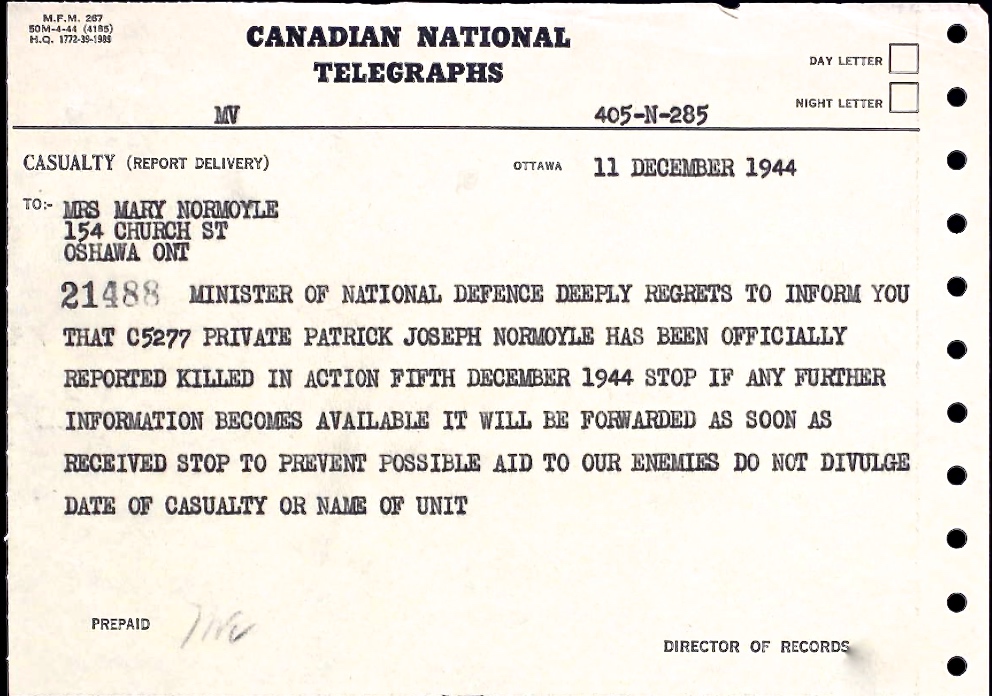 M.F.M. 267
50M-4-44 (4185)
H.Q. 1772-39-1988
CANADIAN NATIONAL
TELEGRAPHS
DAY LETTER
NIGHT LETTER
MV 405-N-285
CASUALTY (REPORT DELIVERY) OTTAWA 11 DECEMBER 1944
TO:- MRS MARY NORMOYLE
154 CHURCH ST
OSHAWA ONT
21488 MINISTER OF NATIONAL DEFENCE DEEPLY REGRETS TO INFORM YOU
THAT C5277 PRIVATE PATRICK JOSEPH NORMOYLE HAS BEEN OFFICIALLY
REPORTED KILLED IN ACTION FIFTH DECEMBER 1944 STOP IF ANY FURTHER
INFORMATION BECOMES AVAILABLE IT WILL BE FORWARDED AS SOON AS
RECEIVED STOP TO PREVENT POSSIBLE AID TO OUR ENEMIES DO NOT DIVULGE
DATE OF CASUALTY OR NAME OF UNIT
PREPAID
DIRECTOR OF RECORDS